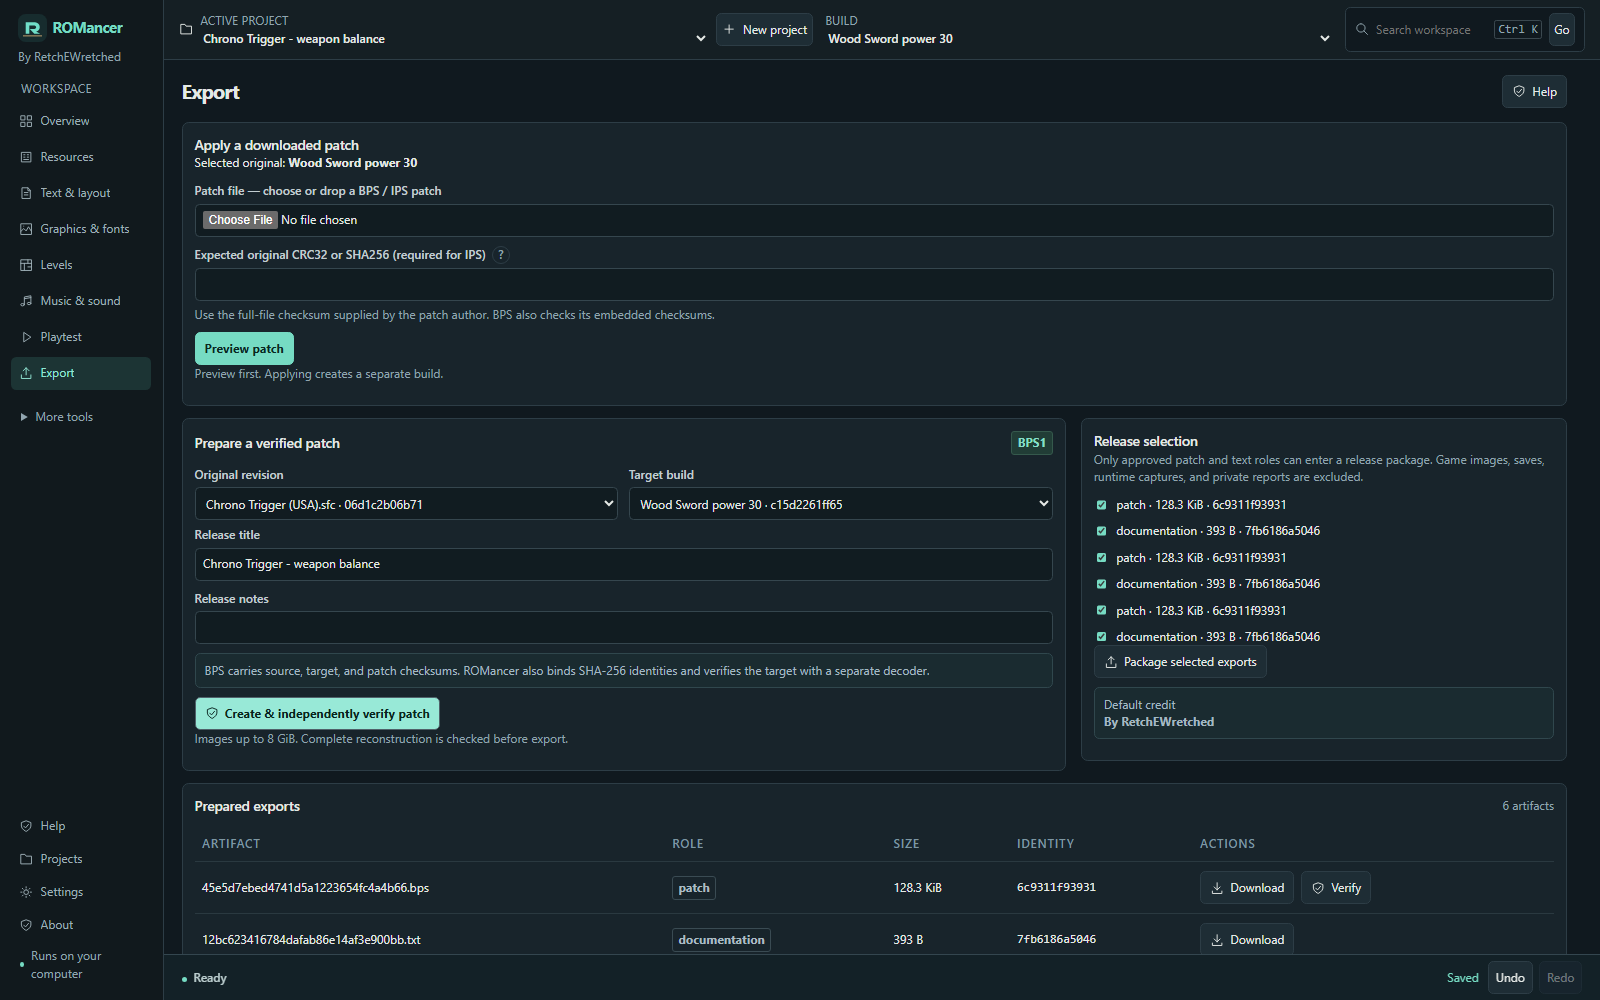 ROMancer
By RetchEWretched
WORKSPACE
Overview
Resources
Text & layout
Graphics & fonts
Levels
Music & sound
Playtest
Export
More tools
Help
Projects
Settings
About
Runs on your
computer
ACTIVE PROJECT
Chrono Trigger - weapon balance
New project
BUILD
Wood Sword power 30
Search workspace
Ctrl K
Go
Export
Help
Apply a downloaded patch
Selected original: Wood Sword power 30
Patch file — choose or drop a BPS / IPS patch
Choose File No file chosen
Expected original CRC32 or SHA256 (required for IPS) ?
Use the full-file checksum supplied by the patch author. BPS also checks its embedded checksums.
Preview patch
Preview first. Applying creates a separate build.
Prepare a verified patch
BPS1
Original revision
Target build
Chrono Trigger (USA).sfc · 06d1c2b06b71
Wood Sword power 30 · c15d2261ff65
Release title
Chrono Trigger - weapon balance
Release notes
BPS carries source, target, and patch checksums. ROMancer also binds SHA-256 identities and verifies the target with a separate decoder.
Create & independently verify patch
Images up to 8 GiB. Complete reconstruction is checked before export.
Release selection
Only approved patch and text roles can enter a release package. Game images, saves,
runtime captures, and private reports are excluded.
patch · 128.3 KiB · 6c9311f93931
documentation · 393 B · 7fb6186a5046
patch · 128.3 KiB · 6c9311f93931
documentation · 393 B · 7fb6186a5046
patch · 128.3 KiB · 6c9311f93931
documentation · 393 B · 7fb6186a5046
Package selected exports
Default credit
By RetchEWretched
Prepared exports
6 artifacts
ARTIFACT ROLE SIZE IDENTITY ACTIONS
45e5d7ebed4741d5a1223654fc4a4b66.bps patch 128.3 KiB 6c9311f93931 Download Verify
12bc623416784dafab86e14af3e900bb.txt documentation 393 B 7fb6186a5046 Download
Ready
Saved
Undo
Redo